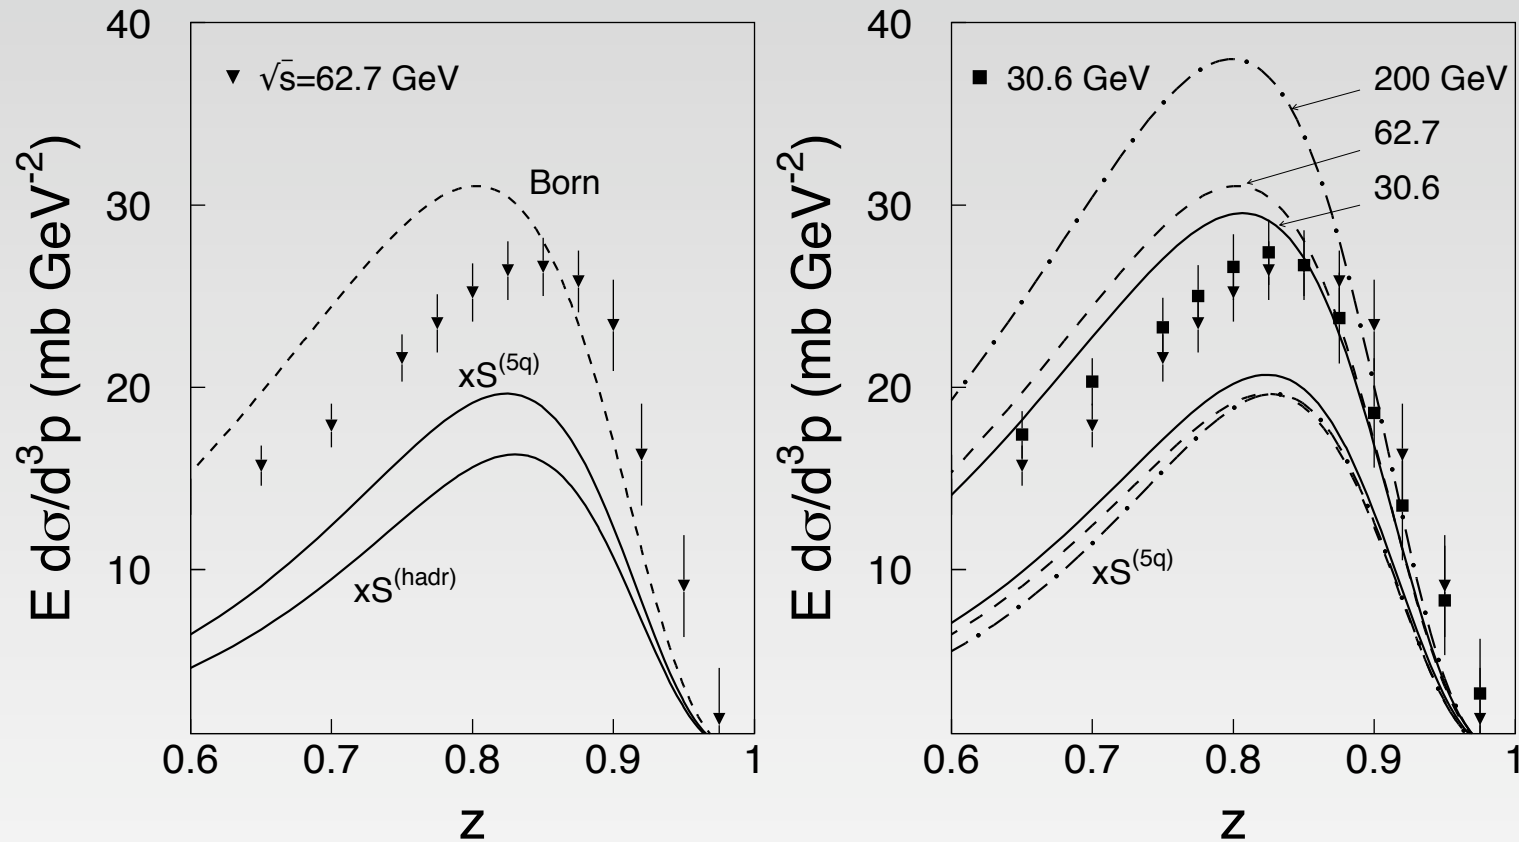 E dσ/d³p (mb GeV⁻²)
40
30
20
10
√s=62.7 GeV
Born
xS⁽⁵q⁾
xS⁽hadr⁾
0.6 0.7 0.8 0.9 1
z
E dσ/d³p (mb GeV⁻²)
40
30
20
10
30.6 GeV
200 GeV
62.7
30.6
xS⁽⁵q⁾
0.6 0.7 0.8 0.9 1
z